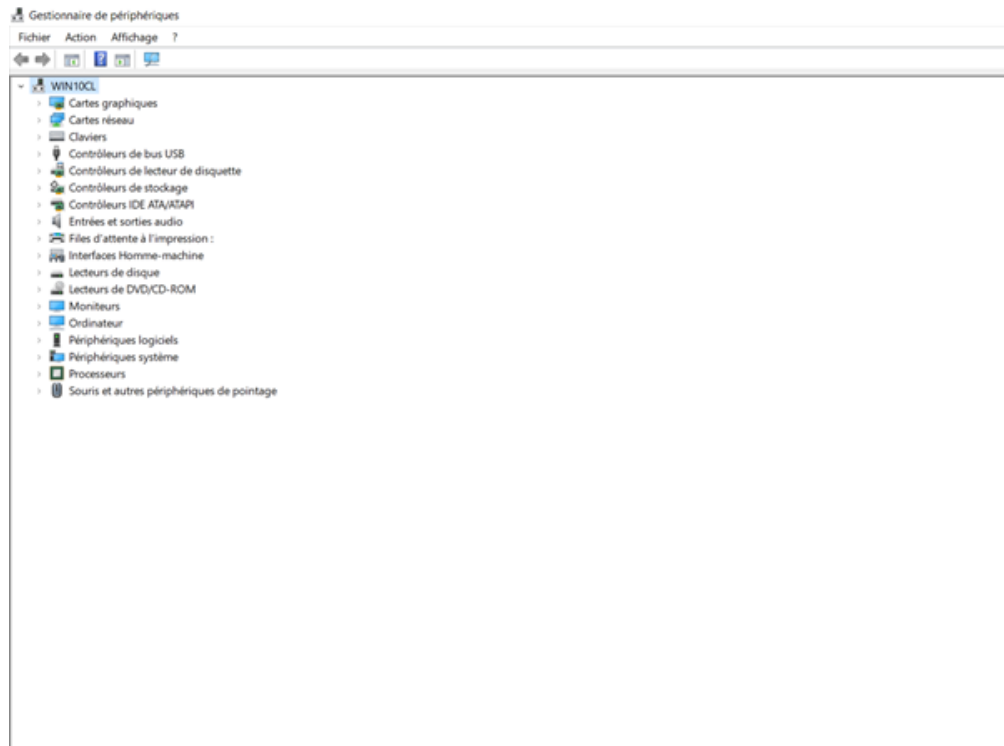 Gestionnaire de périphériques
Fichier Action Affichage ?
WIN10CL
Cartes graphiques
Cartes réseau
Claviers
Contrôleurs de bus USB
Contrôleurs de lecteur de disquette
Contrôleurs de stockage
Contrôleurs IDE ATA/ATAPI
Entrées et sorties audio
Files d'attente à l'impression :
Interfaces Homme-machine
Lecteurs de disque
Lecteurs de DVD/CD-ROM
Moniteurs
Ordinateur
Périphériques logiciels
Périphériques système
Processeurs
Souris et autres périphériques de pointage